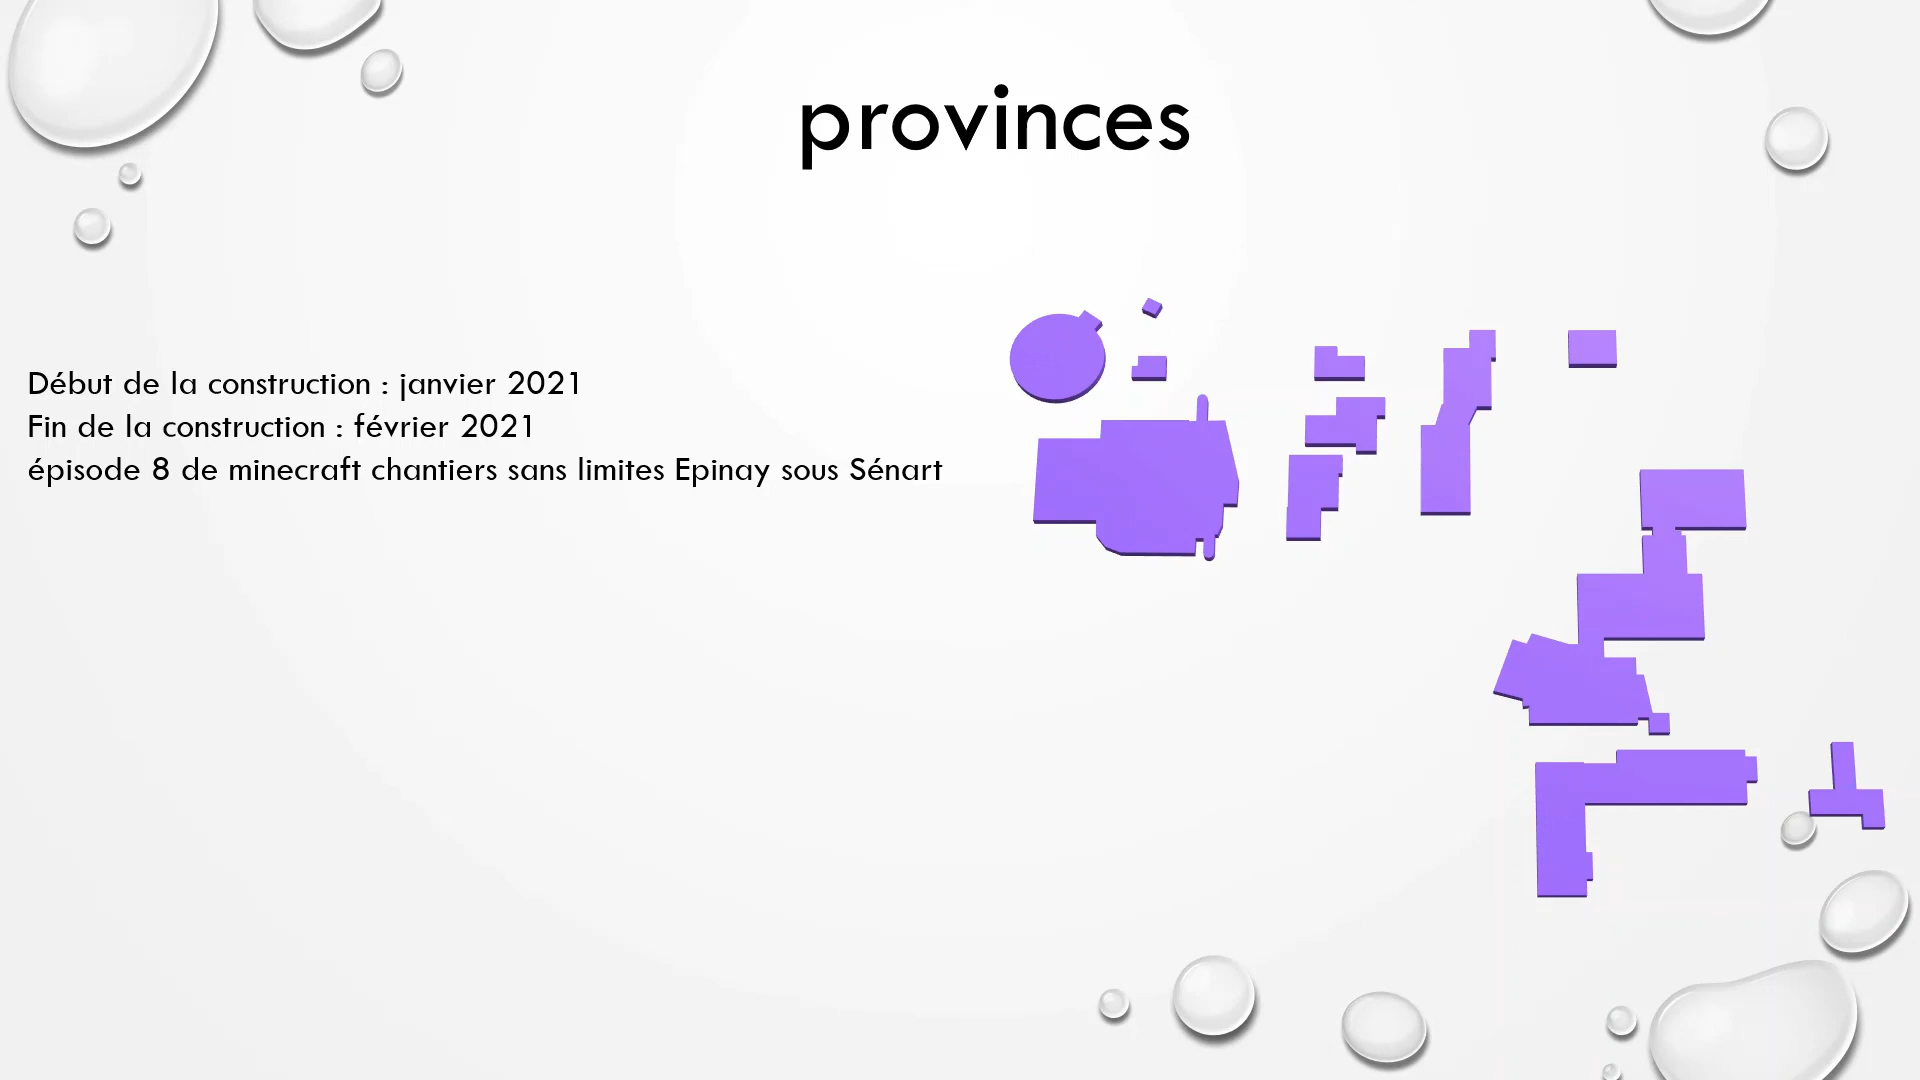 provinces
Début de la construction : janvier 2021
Fin de la construction : février 2021
épisode 8 de minecraft chantiers sans limites Epinay sous Sénart